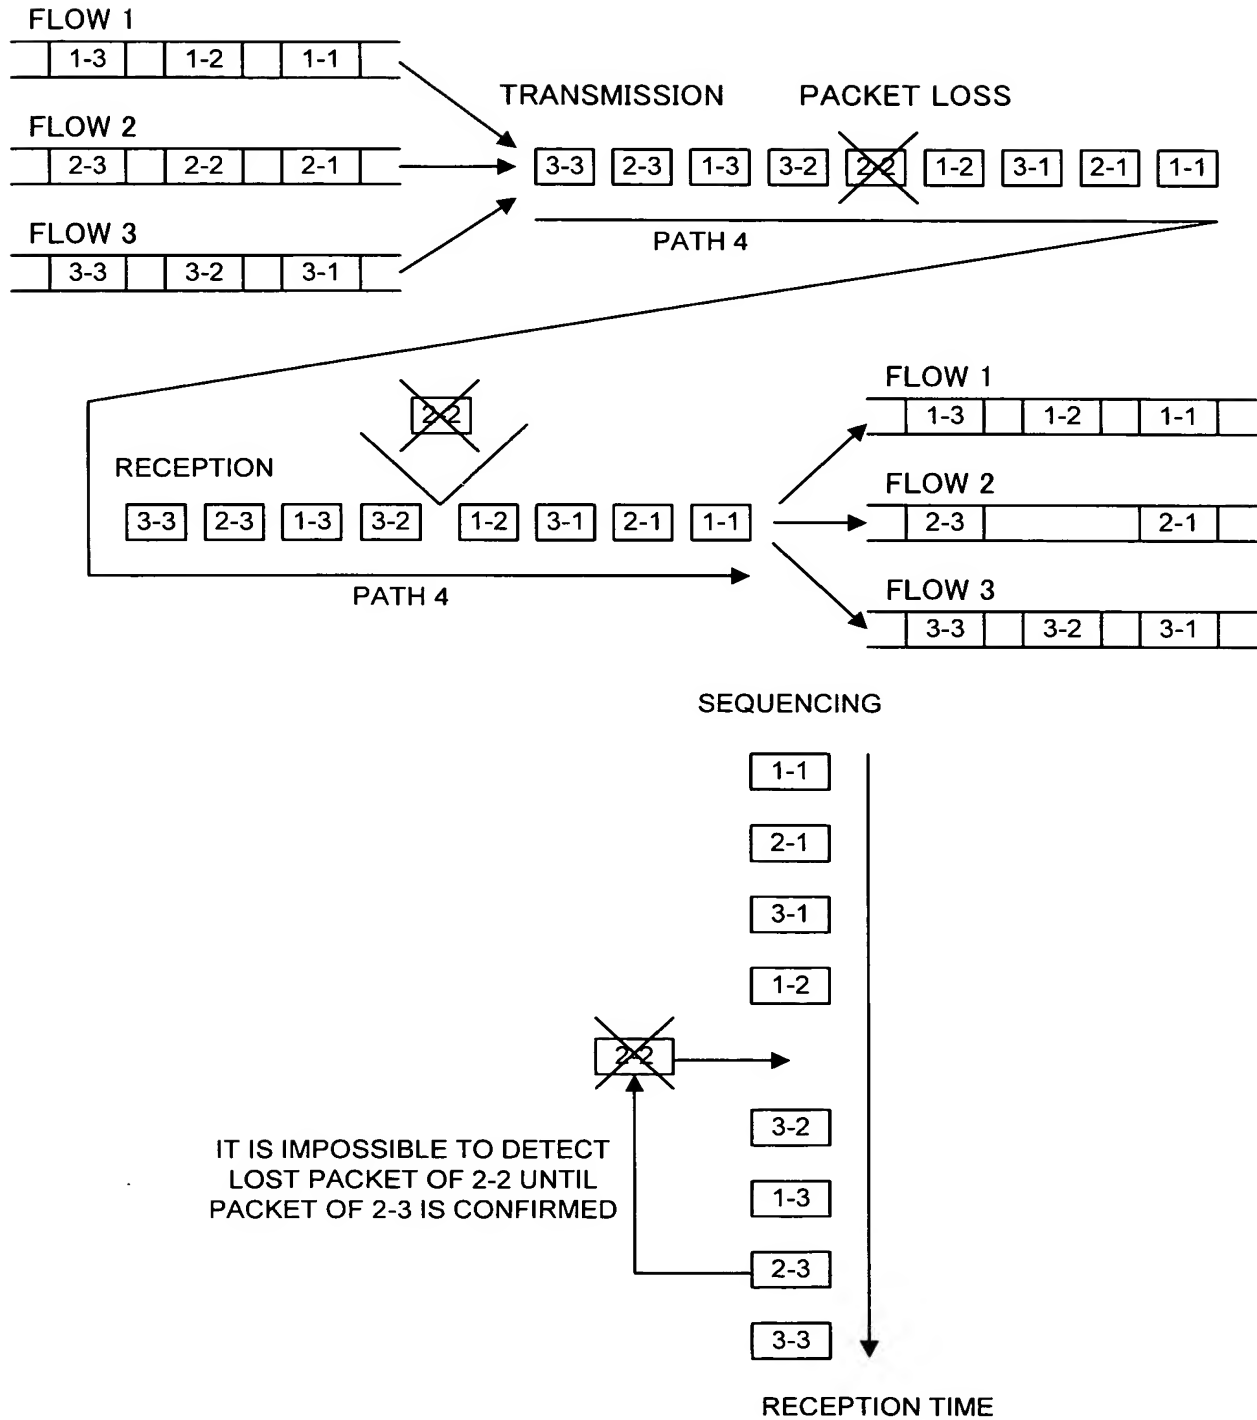 FLOW 1
1-3 1-2 1-1
TRANSMISSION PACKET LOSS
FLOW 2
2-3 2-2 2-1
3-3 2-3 1-3 3-2 2-2 1-2 3-1 2-1 1-1
FLOW 3
PATH 4
3-3 3-2 3-1
2-2
RECEPTION
3-3 2-3 1-3 3-2 1-2 3-1 2-1 1-1
PATH 4
FLOW 1
1-3 1-2 1-1
FLOW 2
2-3 2-1
FLOW 3
3-3 3-2 3-1
SEQUENCING
1-1
2-1
3-1
1-2
2-2
3-2
IT IS IMPOSSIBLE TO DETECT
LOST PACKET OF 2-2 UNTIL
PACKET OF 2-3 IS CONFIRMED
1-3
2-3
3-3
RECEPTION TIME